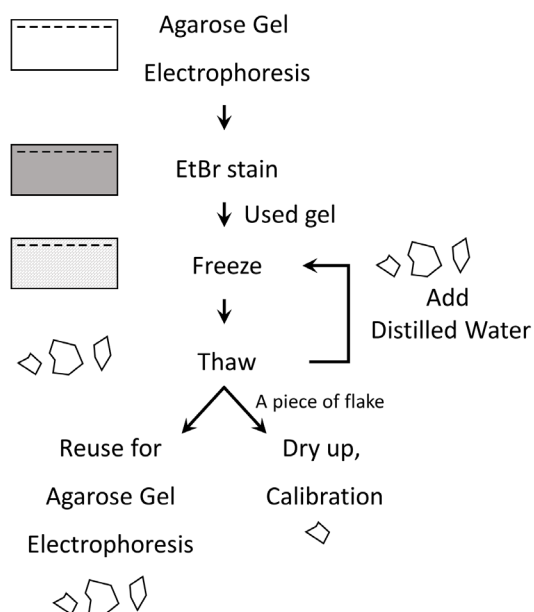 Agarose Gel
Electrophoresis
EtBr stain
Used gel
Freeze
Add
Distilled Water
Thaw
A piece of flake
Reuse for
Agarose Gel
Electrophoresis
Dry up,
Calibration